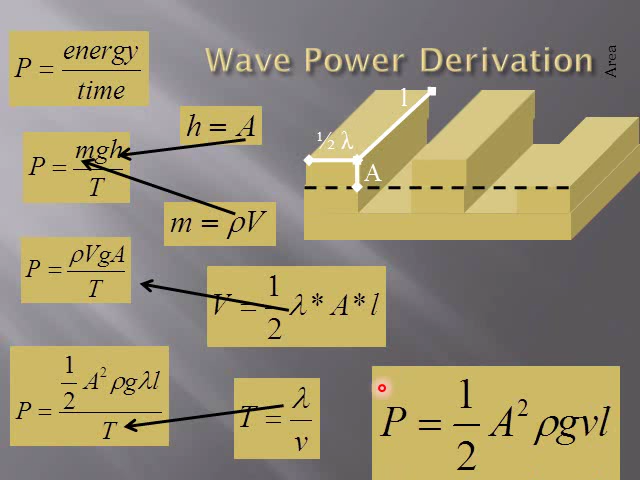 Wave Power Derivation
Area
P = energy/time
h = A
P = mgh/T
m = ρV
P = ρVgA/T
V = 1/2 λ* A* l
P = 1/2 A² ρgλl/T
T = λ/v
P = 1/2 A² ρgvl
½ λ
l
A